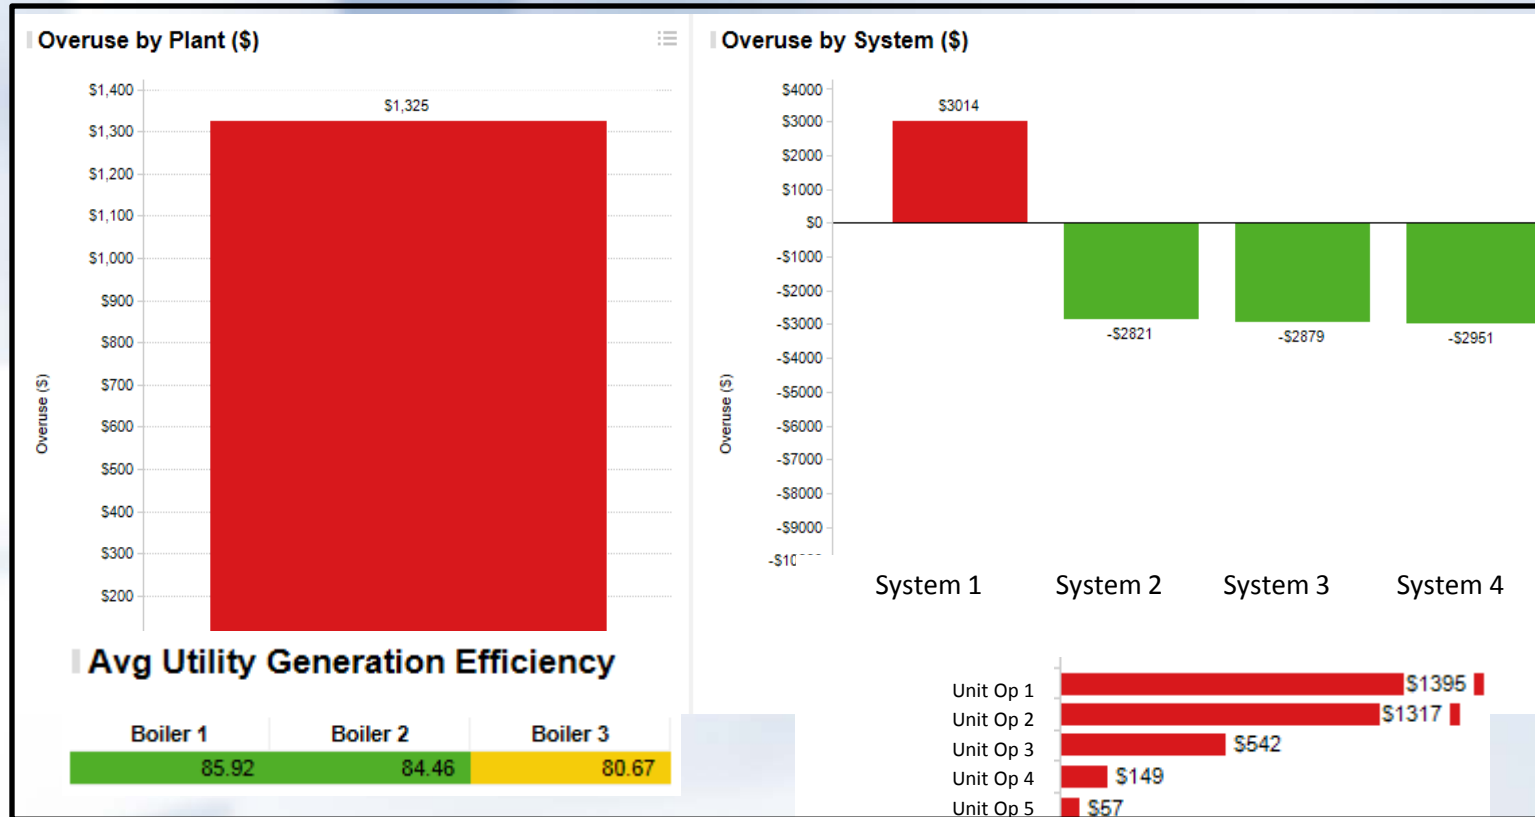 Overuse by Plant ($)
$1,400
$1,300
$1,200
$1,100
$1,000
$900
$800
$700
$600
$500
$400
$300
$200
Overuse ($)
$1,325
Overuse by System ($)
$4000
$3000
$2000
$1000
$0
-$1000
-$2000
-$3000
-$4000
-$5000
-$6000
-$7000
-$8000
-$9000
Overuse ($)
$3014
-$2821
-$2879
-$2951
System 1 System 2 System 3 System 4
Avg Utility Generation Efficiency
Boiler 1 Boiler 2 Boiler 3
85.92 84.46 80.67
Unit Op 1 $1395
Unit Op 2 $1317
Unit Op 3 $542
Unit Op 4 $149
Unit Op 5 $57